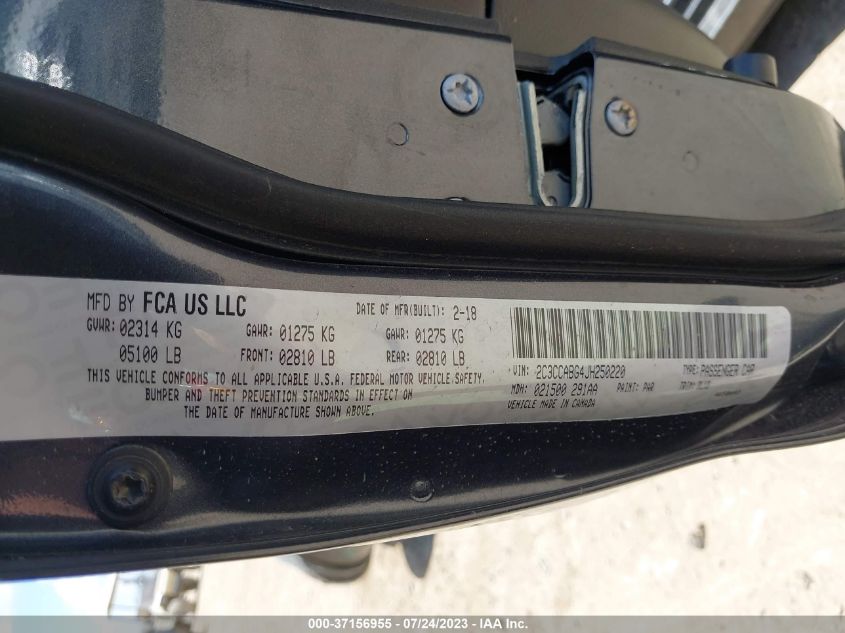 MFD BY FCA US LLC
DATE OF MFR(BUILT): 2-18
GVWR: 02314 KG
GAWR: 01275 KG
GAWR: 01275 KG
05100 LB
FRONT: 02810 LB
REAR: 02810 LB
THIS VEHICLE CONFORMS TO ALL APPLICABLE U.S.A. FEDERAL MOTOR VEHICLE SAFETY,
BUMPER AND THEFT PREVENTION STANDARDS IN EFFECT ON
THE DATE OF MANUFACTURE SHOWN ABOVE.
VIN: 2C3CCABG4JH250220
TYPE: PASSENGER CAR
MDH: 021500 291AA
PAINT: PAR
TRIM:
VEHICLE MADE IN CANADA
000-37156955 - 07/24/2023 - IAAI.com